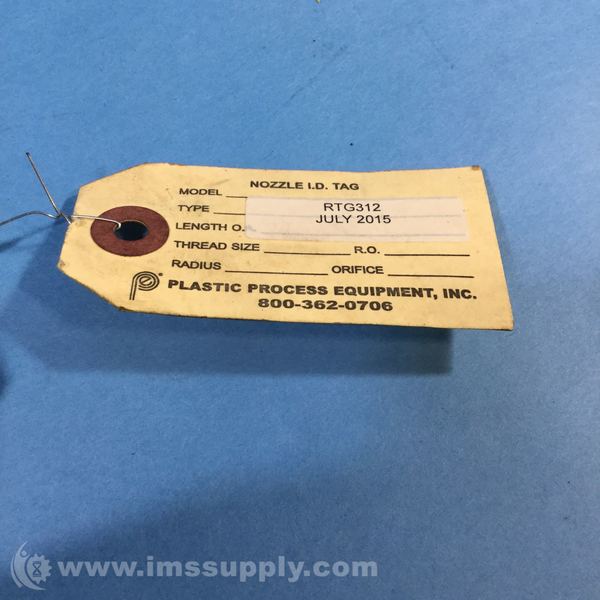 NOZZLE I.D. TAG
MODEL
TYPE
RTG312
JULY 2015
LENGTH O.
THREAD SIZE R.O.
RADIUS ORIFICE
PLASTIC PROCESS EQUIPMENT, INC.
800-362-0706
www.imssupply.com